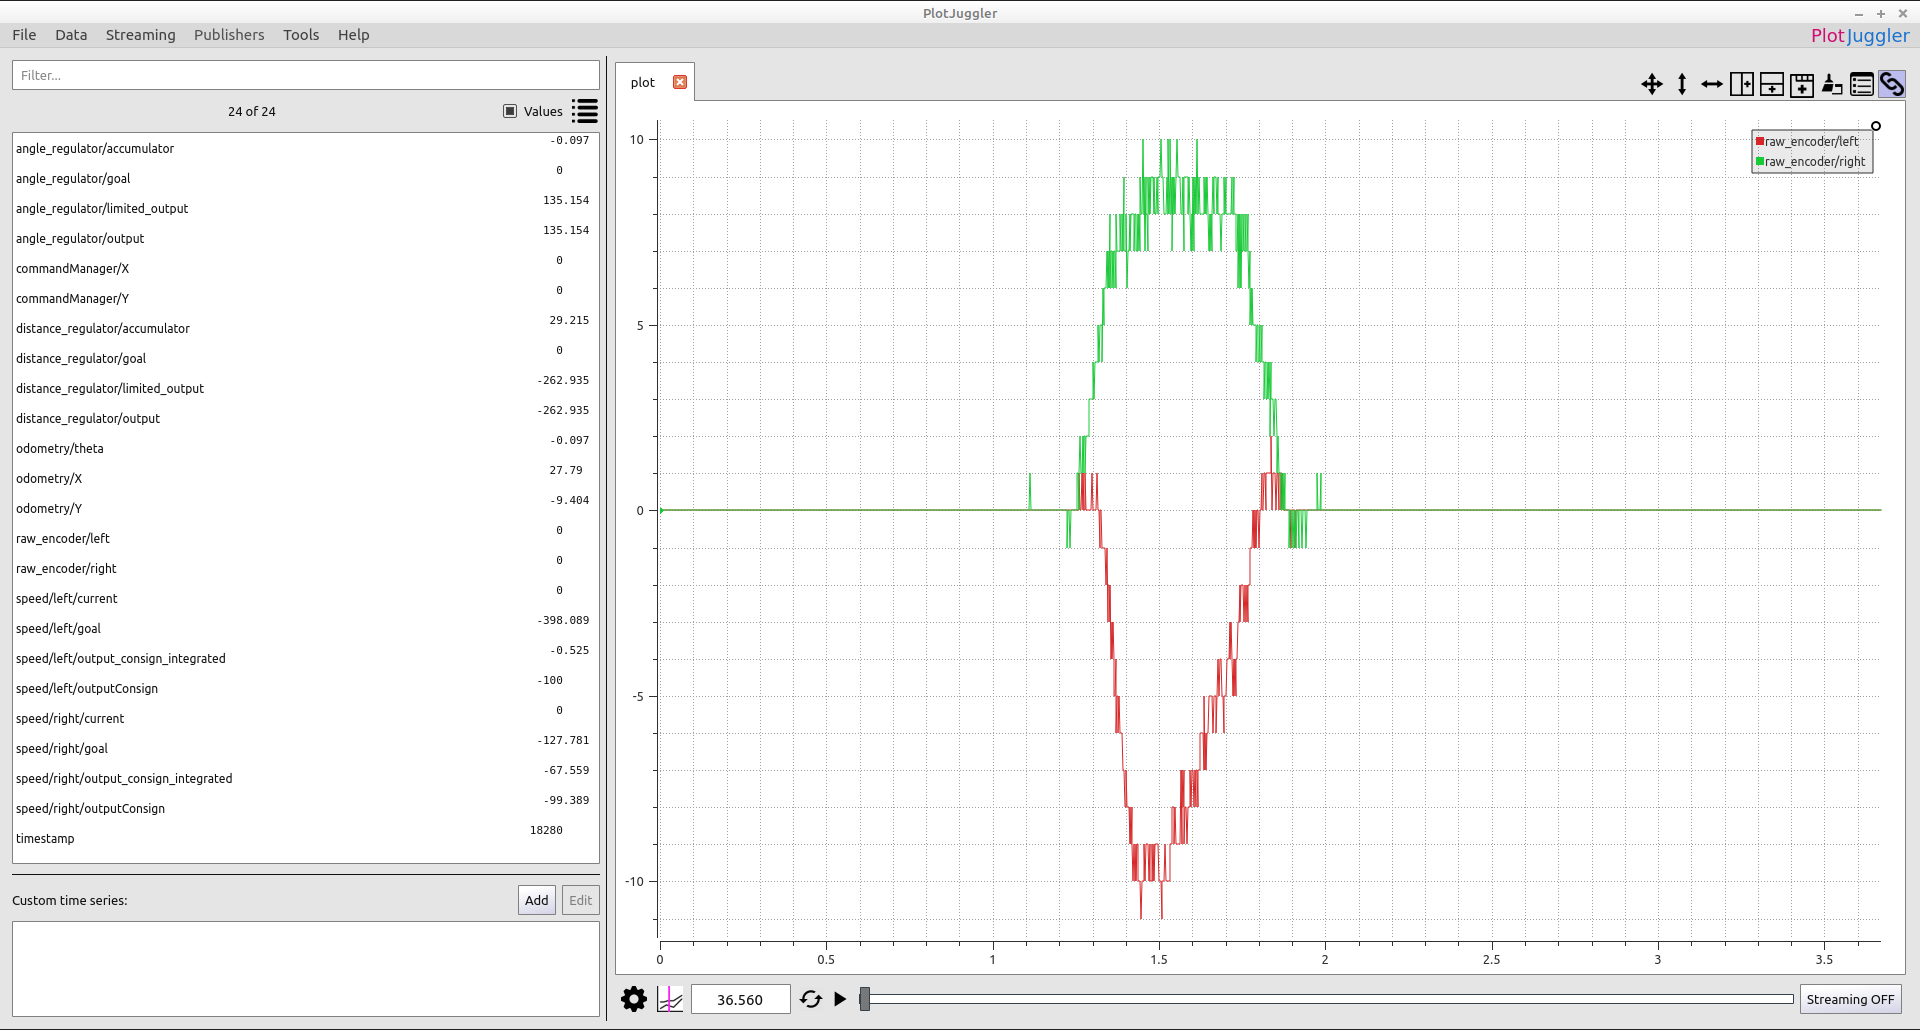 PlotJuggler
File Data Streaming Publishers Tools Help
PlotJuggler
Filter...
24 of 24
Values
angle_regulator/accumulator -0.097
angle_regulator/goal 0
angle_regulator/limited_output 135.154
angle_regulator/output 135.154
commandManager/X 0
commandManager/Y 0
distance_regulator/accumulator 29.215
distance_regulator/goal 0
distance_regulator/limited_output -262.935
distance_regulator/output -262.935
odometry/theta -0.097
odometry/X 27.79
odometry/Y -9.404
raw_encoder/left 0
raw_encoder/right 0
speed/left/current 0
speed/left/goal -398.089
speed/left/output_consign_integrated -0.525
speed/left/outputConsign -100
speed/right/current 0
speed/right/goal -127.781
speed/right/output_consign_integrated -67.559
speed/right/outputConsign -99.389
timestamp 18280
Custom time series:
Add
Edit
plot
raw_encoder/left
raw_encoder/right
10
5
0
-5
-10
0 0.5 1 1.5 2 2.5 3 3.5
36.560
Streaming OFF